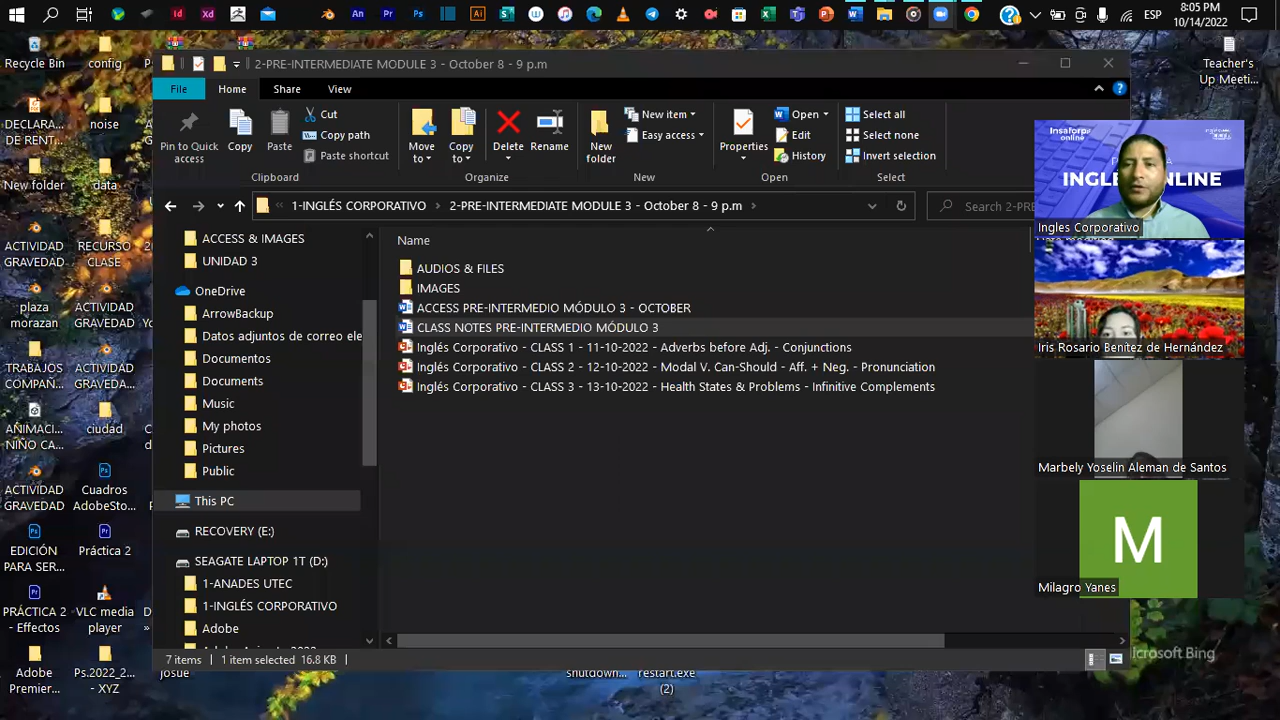 8:05 PM
ESP
10/14/2022
Recycle Bin
config
DECLARA...
DE RENT...
noise
New folder
data
ACTIVIDAD
GRAVEDAD
RECURSO
CLASE
plaza
morazan
ACTIVIDAD
GRAVEDAD...
TRABAJOS
COMPAÑ...
ACTIVIDAD
GRAVEDA...
ANIMACI...
NIÑO CA...
ciudad
ACTIVIDAD
GRAVEDAD
Cuadros
AdobeSto...
EDICIÓN
PARA SER...
Práctica 2
PRÁCTICA 2
- Effectos
VLC media
player
Adobe
Premier...
Ps.2022_2...
- XYZ
josue
shutdown...
restart.exe
(2)
Teacher's
Up Meeti...
2-PRE-INTERMEDIATE MODULE 3 - October 8 - 9 p.m
File
Home
Share
View
Pin to Quick
access
Copy
Paste
Cut
Copy path
Paste shortcut
Clipboard
Move
to
Copy
to
Delete
Rename
Organize
New
folder
New item
Easy access
New
Properties
Open
Edit
History
Open
Select all
Select none
Invert selection
Select
1-INGLÉS CORPORATIVO
2-PRE-INTERMEDIATE MODULE 3 - October 8 - 9 p.m
Search 2-PRE
ACCESS & IMAGES
UNIDAD 3
OneDrive
ArrowBackup
Datos adjuntos de correo ele
Documentos
Documents
Music
My photos
Pictures
Public
This PC
RECOVERY (E:)
SEAGATE LAPTOP 1T (D:)
1-ANADES UTEC
1-INGLÉS CORPORATIVO
Adobe
Name
AUDIOS & FILES
IMAGES
ACCESS PRE-INTERMEDIO MÓDULO 3 - OCTOBER
CLASS NOTES PRE-INTERMEDIO MÓDULO 3
Inglés Corporativo - CLASS 1 - 11-10-2022 - Adverbs before Adj. - Conjunctions
Inglés Corporativo - CLASS 2 - 12-10-2022 - Modal V. Can-Should - Aff. + Neg. - Pronunciation
Inglés Corporativo - CLASS 3 - 13-10-2022 - Health States & Problems - Infinitive Complements
7 items
1 item selected 16.8 KB
Insaforp
online
INGLÉ
ONLINE
Ingles Corporativo
Iris Rosario Benitez de Hernández
Marbely Yoselin Aleman de Santos
M
Milagro Yanes
Microsoft Bing